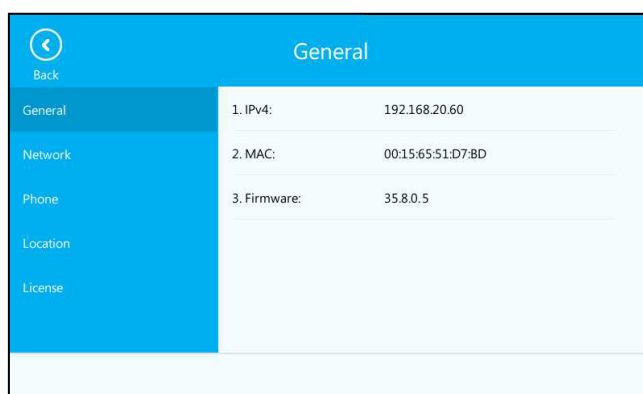 General
Back
General
1. IPv4: 192.168.20.60
Network
2. MAC: 00:15:65:51:D7:BD
Phone
3. Firmware: 35.8.0.5
Location
License